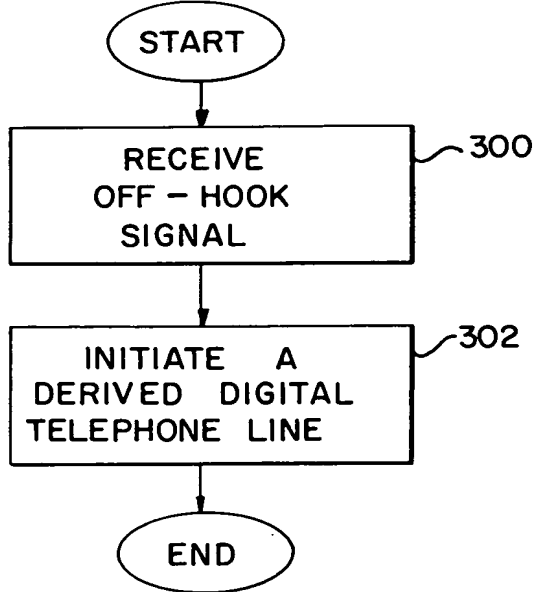 START
RECEIVE
OFF-HOOK
SIGNAL
300
INITIATE A
DERIVED DIGITAL
TELEPHONE LINE
302
END